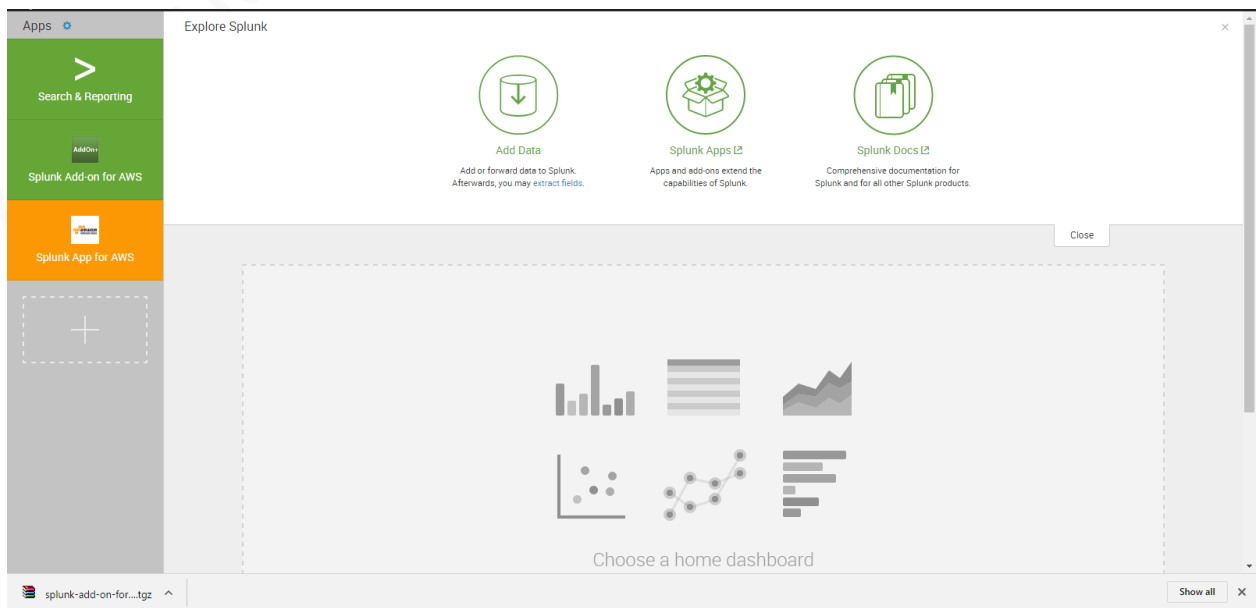 Apps
Explore Splunk
Search & Reporting
AddOn+
Splunk Add-on for AWS
Splunk App for AWS
Add Data
Add or forward data to Splunk.
Afterwards, you may extract fields.
Splunk Apps
Apps and add-ons extend the
capabilities of Splunk.
Splunk Docs
Comprehensive documentation for
Splunk and for all other Splunk products.
Close
Choose a home dashboard
splunk-add-on-for....tgz
Show all